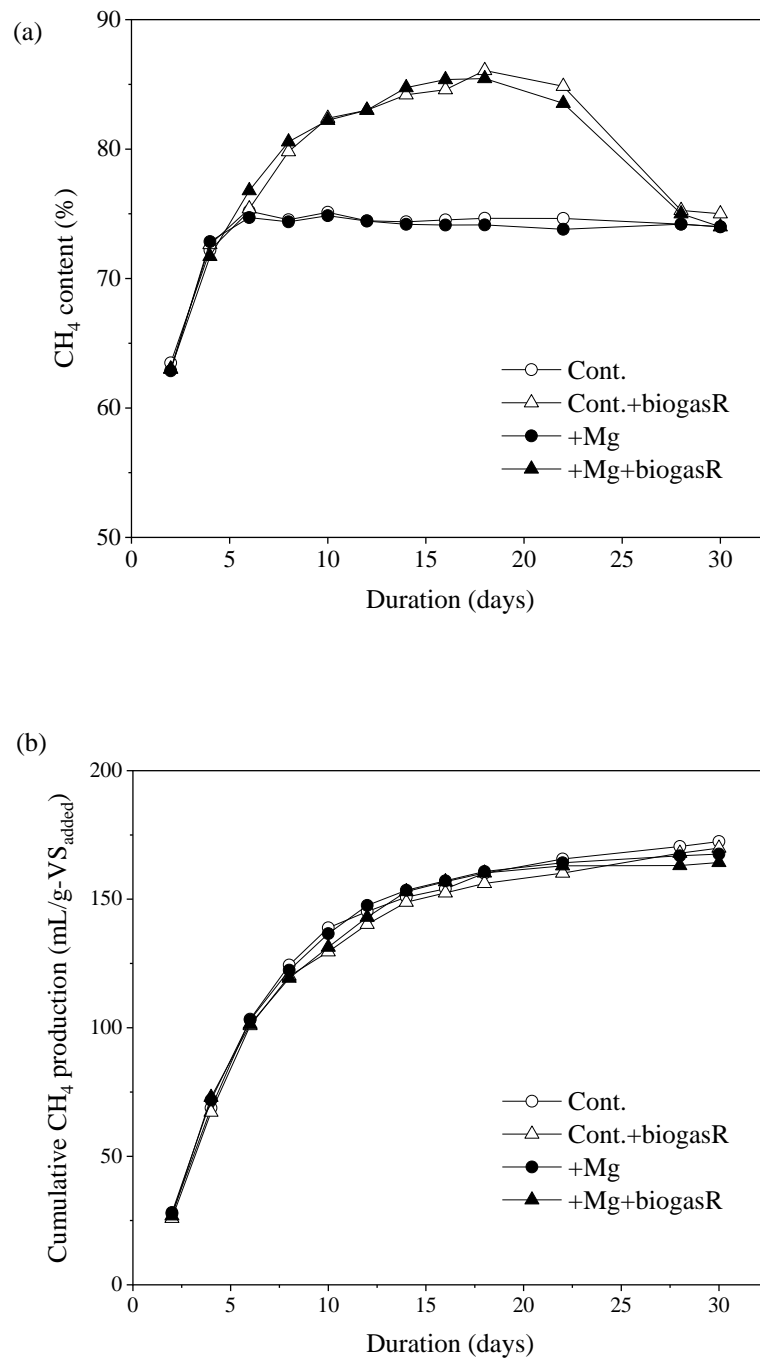 (a)
90
80
70
60
50
CH₄ content (%)
0 5 10 15 20 25 30
Duration (days)
Cont.
Cont.+biogasR
+Mg
+Mg+biogasR
(b)
200
150
100
50
0
Cumulative CH₄ production (mL/g-VS_added)
0 5 10 15 20 25 30
Duration (days)
Cont.
Cont.+biogasR
+Mg
+Mg+biogasR